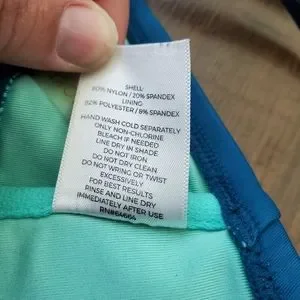 SHELL:
80% NYLON / 20% SPANDEX
LINING
92% POLYESTER / 8% SPANDEX
HAND WASH COLD SEPARATELY
ONLY NON-CHLORINE
BLEACH IF NEEDED
LINE DRY IN SHADE
DO NOT IRON
DO NOT DRY CLEAN
DO NOT WRING OR TWIST
EXCESSIVELY
FOR BEST RESULTS
RINSE AND LINE DRY
IMMEDIATELY AFTER USE